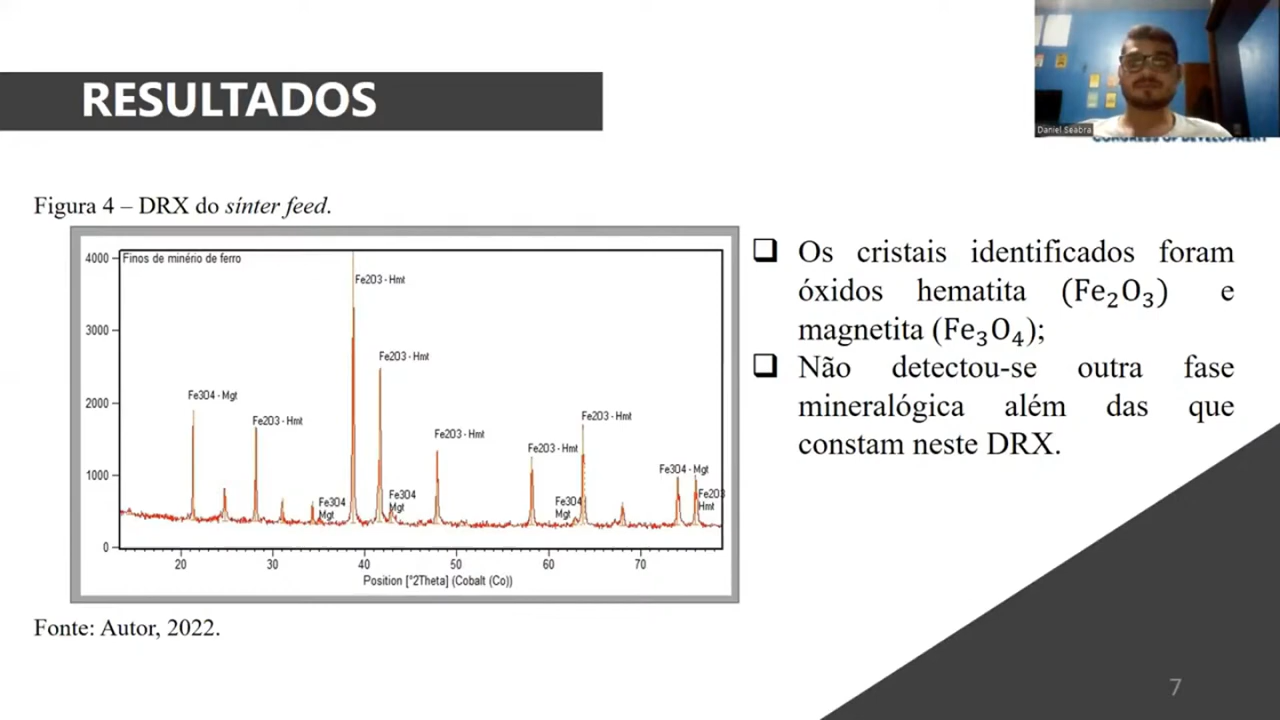 RESULTADOS
Daniel Seabra
CONGRESS OF DEVELOPMENT
Figura 4 – DRX do sínter feed.
4000
Finos de minério de ferro
Fe2O3 - Hmt
3000
Fe2O3 - Hmt
2000
Fe3O4 - Mgt
Fe2O3 - Hmt
Fe2O3 - Hmt
Fe2O3 - Hmt
Fe2O3 - Hmt
1000
Fe3O4
Mgt
Fe3O4
Mgt
Fe3O4
Mgt
Fe3O4 - Mgt
Fe2O3
Hmt
0
20 30 40 50 60 70
Position [°2Theta] (Cobalt (Co))
Fonte: Autor, 2022.
❑ Os cristais identificados foram
óxidos hematita (Fe₂O₃) e
magnetita (Fe₃O₄);
❑ Não detectou-se outra fase
mineralógica além das que
constam neste DRX.
7